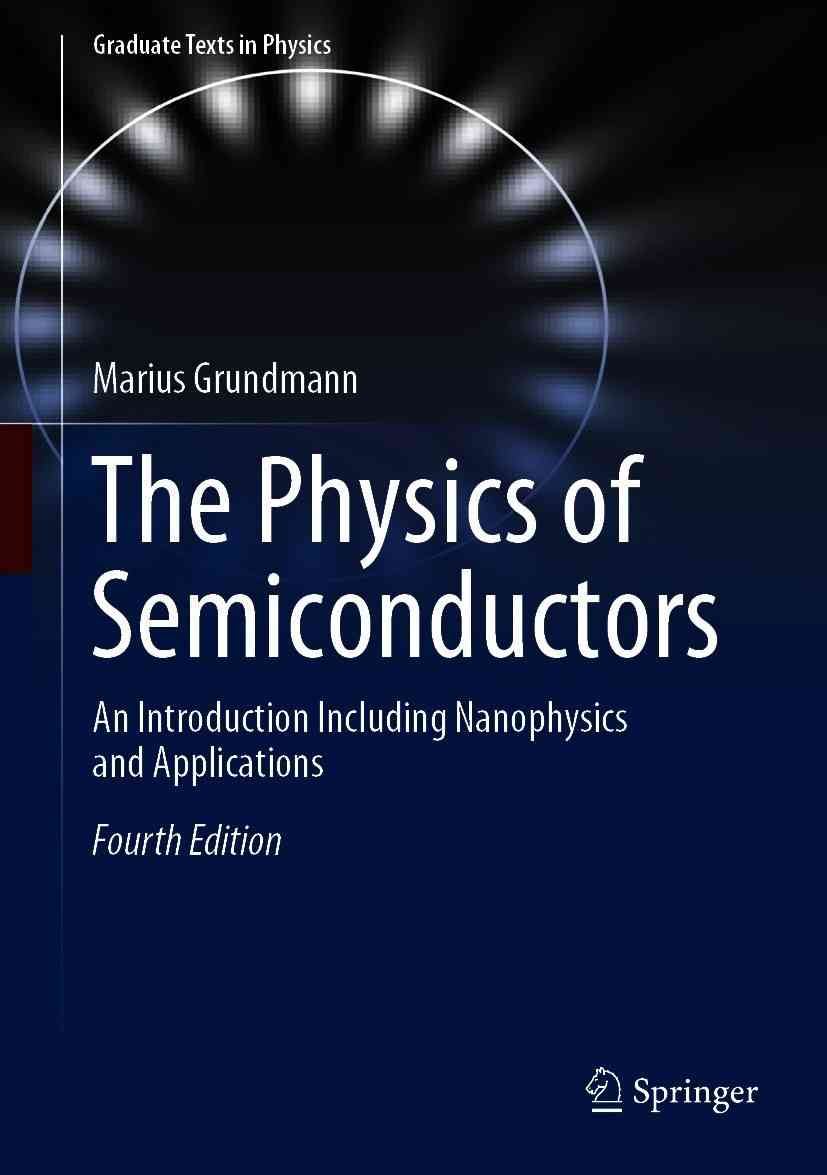 Graduate Texts in Physics
Marius Grundmann
The Physics of
Semiconductors
An Introduction Including Nanophysics
and Applications
Fourth Edition
Springer